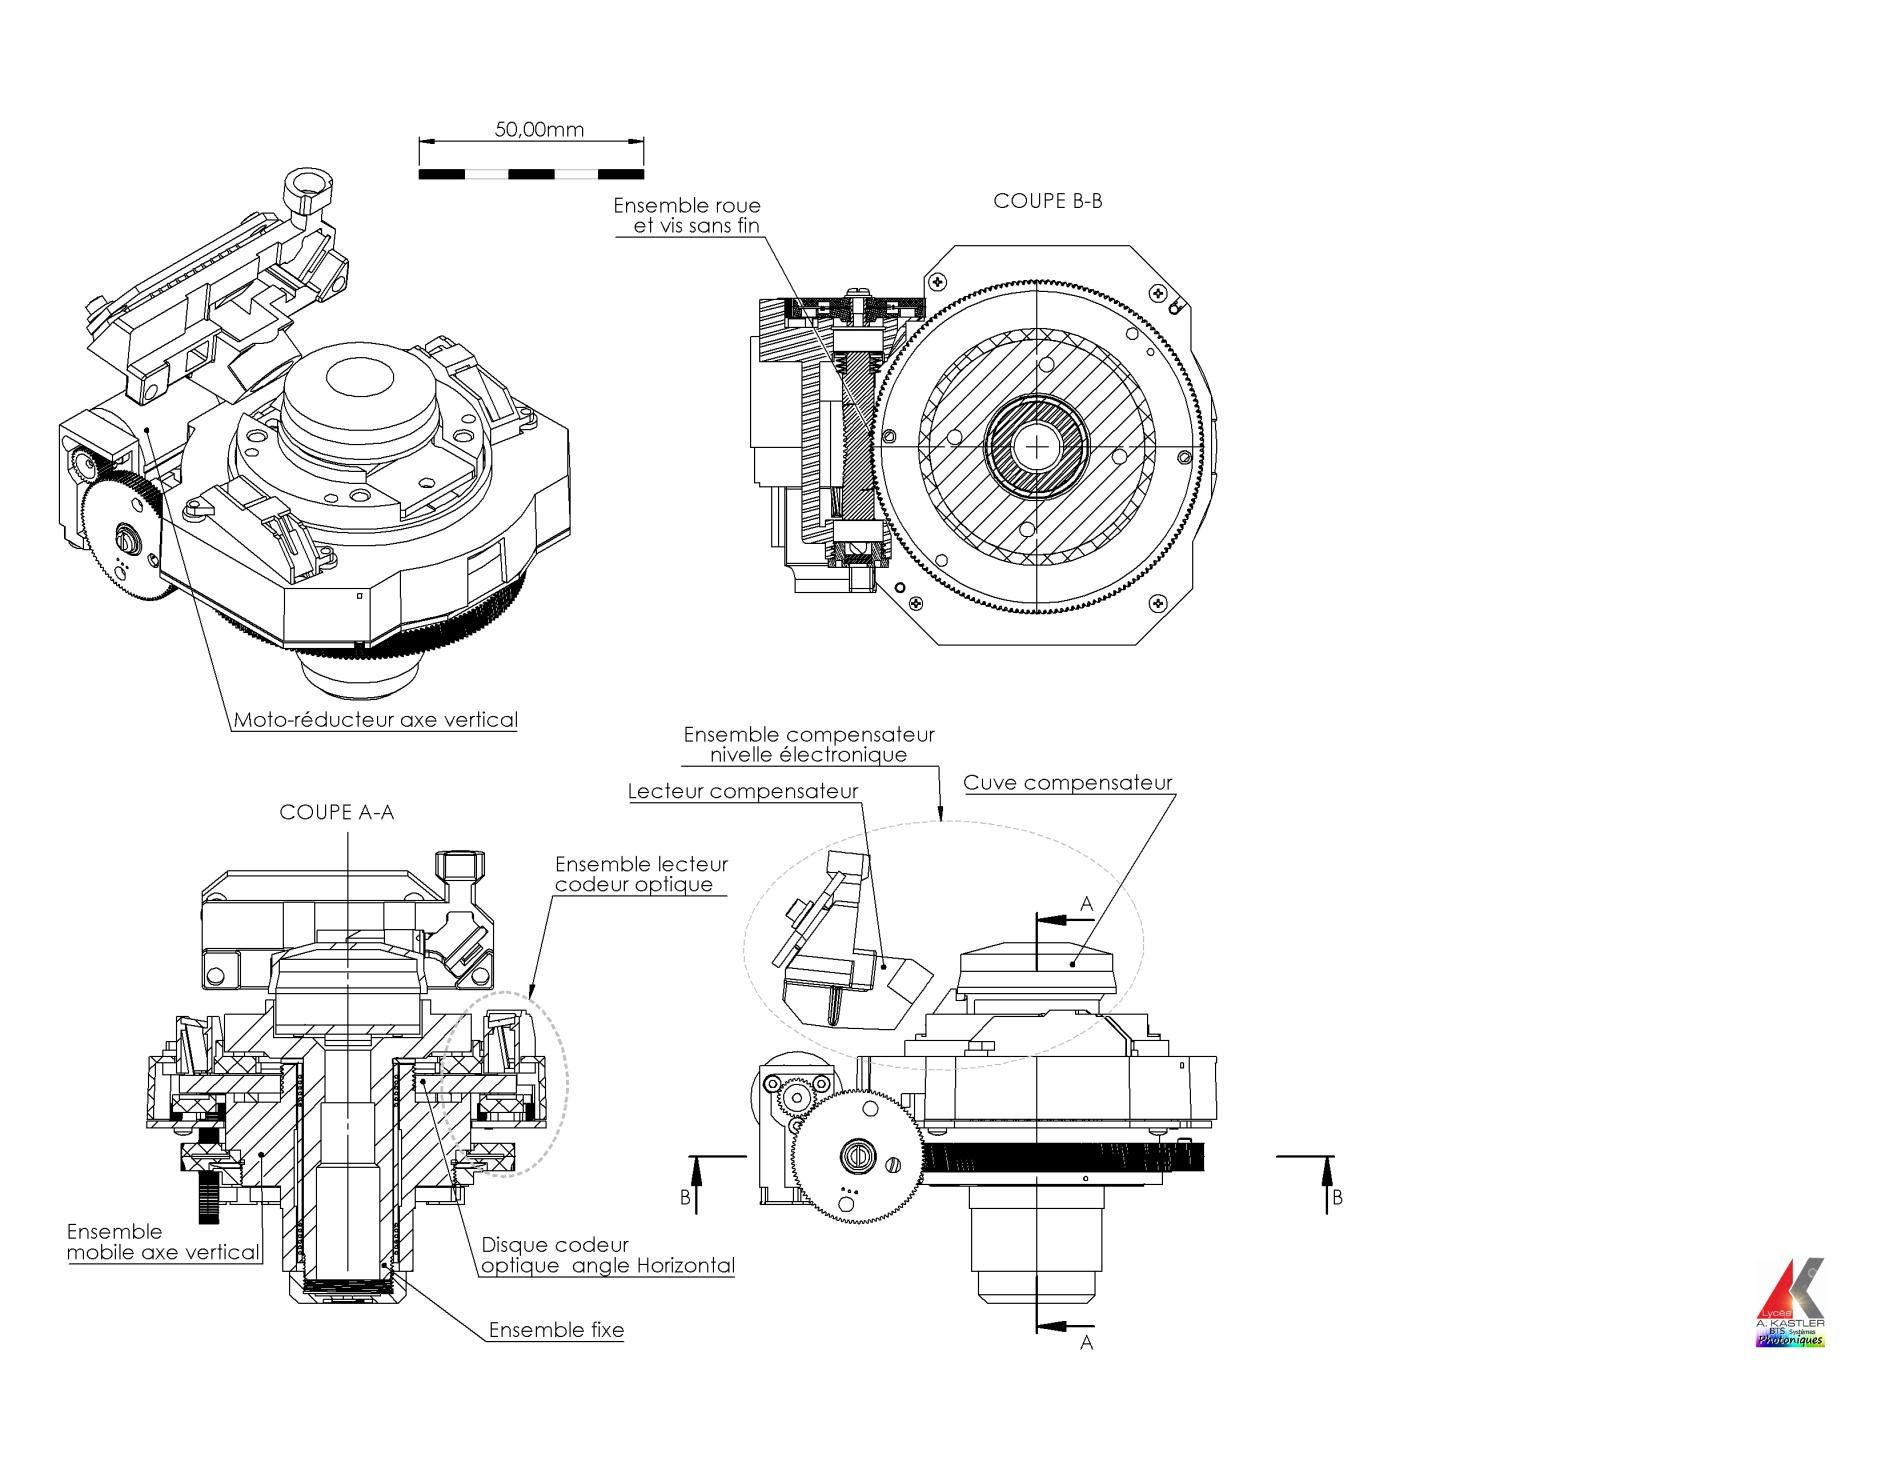 50,00mm
Ensemble roue
et vis sans fin
COUPE B-B
Moto-réducteur axe vertical
Ensemble compensateur
nivelle électronique
Lecteur compensateur
Cuve compensateur
COUPE A-A
Ensemble lecteur
codeur optique
A
B
B
Ensemble
mobile axe vertical
Disque codeur
optique angle Horizontal
Ensemble fixe
A
Lycée
A. KASTLER
BTS Systèmes
Photoniques